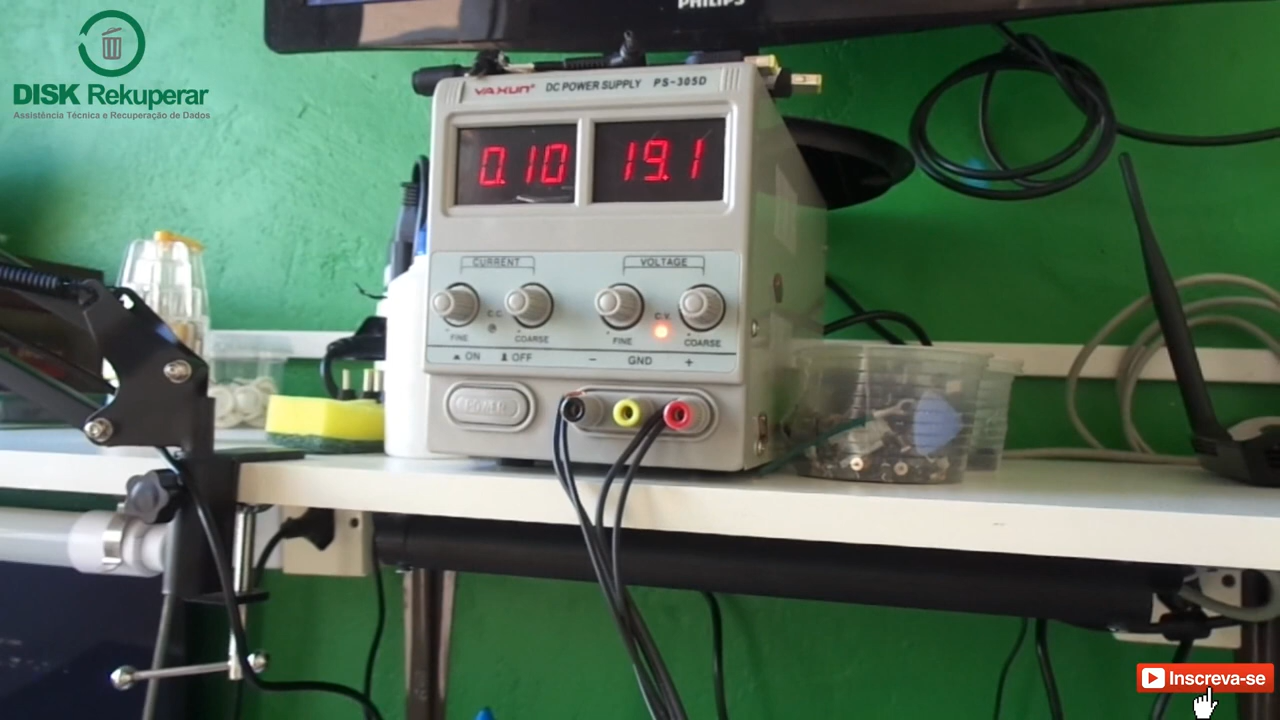 PHILIPS
DISK Rekuperar
Assistência Técnica e Recuperação de Dados
YAXUN DC POWER SUPPLY PS-305D
0.10 19.1
CURRENT VOLTAGE
C.C. C.V.
FINE COARSE FINE COARSE
ON OFF - GND +
POWER
Inscreva-se